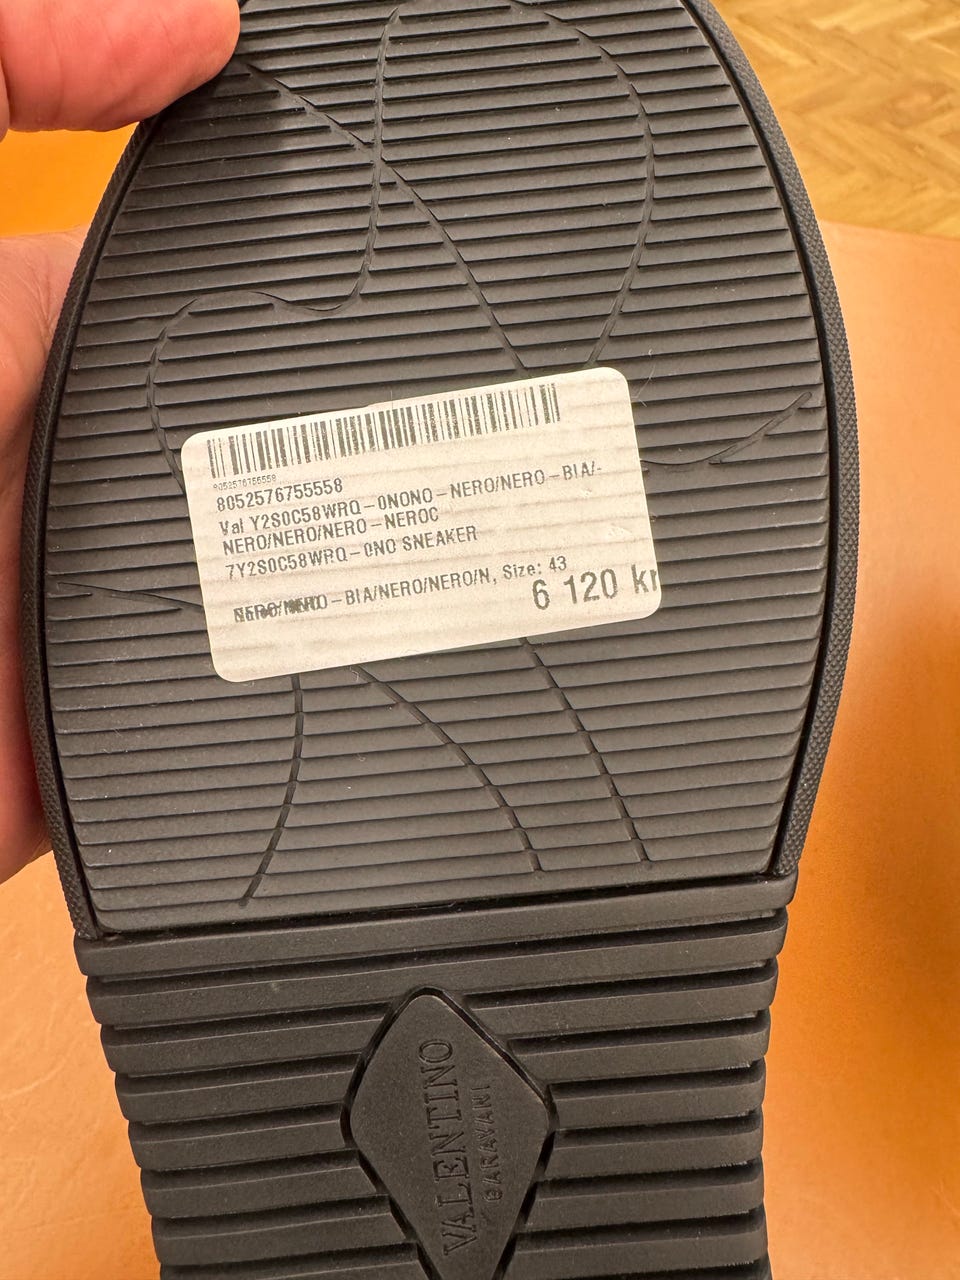 8052576755558
8052576755558
Val Y2S0C58WRQ-0NONO-NERO/NERO-BIA/-
NERO/NERO/NERO-NEROC
7Y2S0C58WRQ-0NO SNEAKER
-BIA/NERO/NERO/N, Size: 43
6 120 kr
VALENTINO
GARAVANI